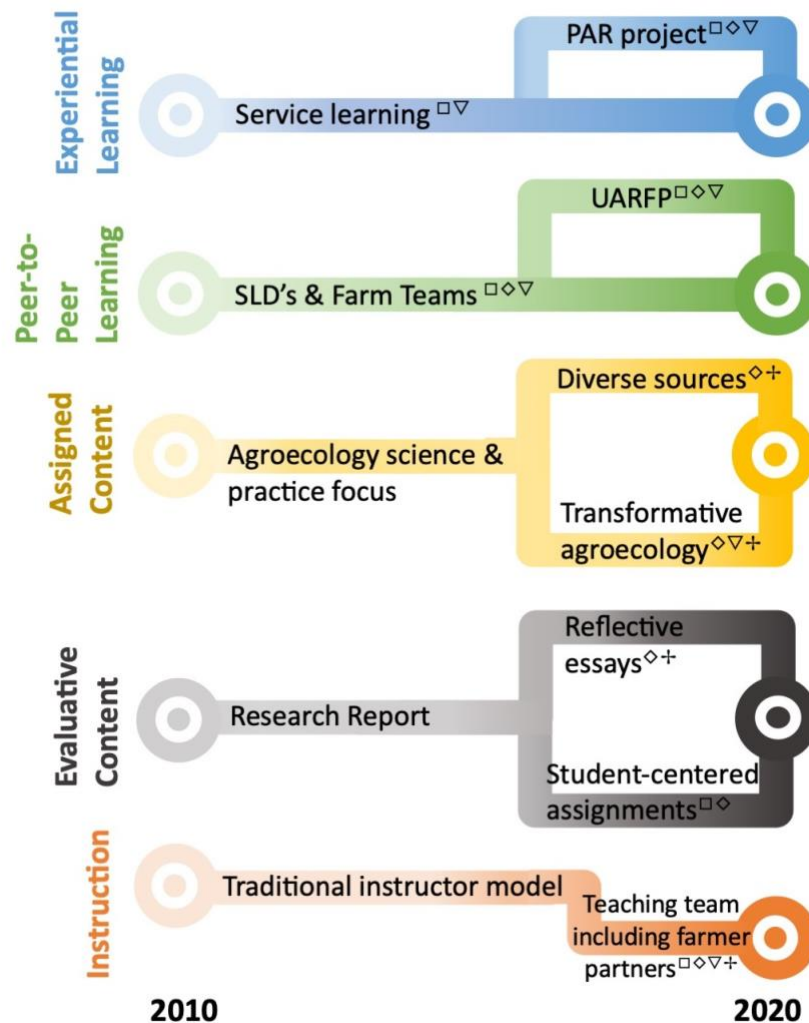 Experiential
Learning
PAR project□◇▽
Service learning □▽
Peer-to-
Peer
Learning
UARFP□◇▽
SLD's & Farm Teams □◇▽
Assigned
Content
Diverse sources◇✢
Agroecology science &
practice focus
Transformative
agroecology◇▽✢
Evaluative
Content
Reflective
essays◇✢
Research Report
Student-centered
assignments□◇
Instruction
Traditional instructor model
Teaching team
including farmer
partners□◇▽✢
2010
2020